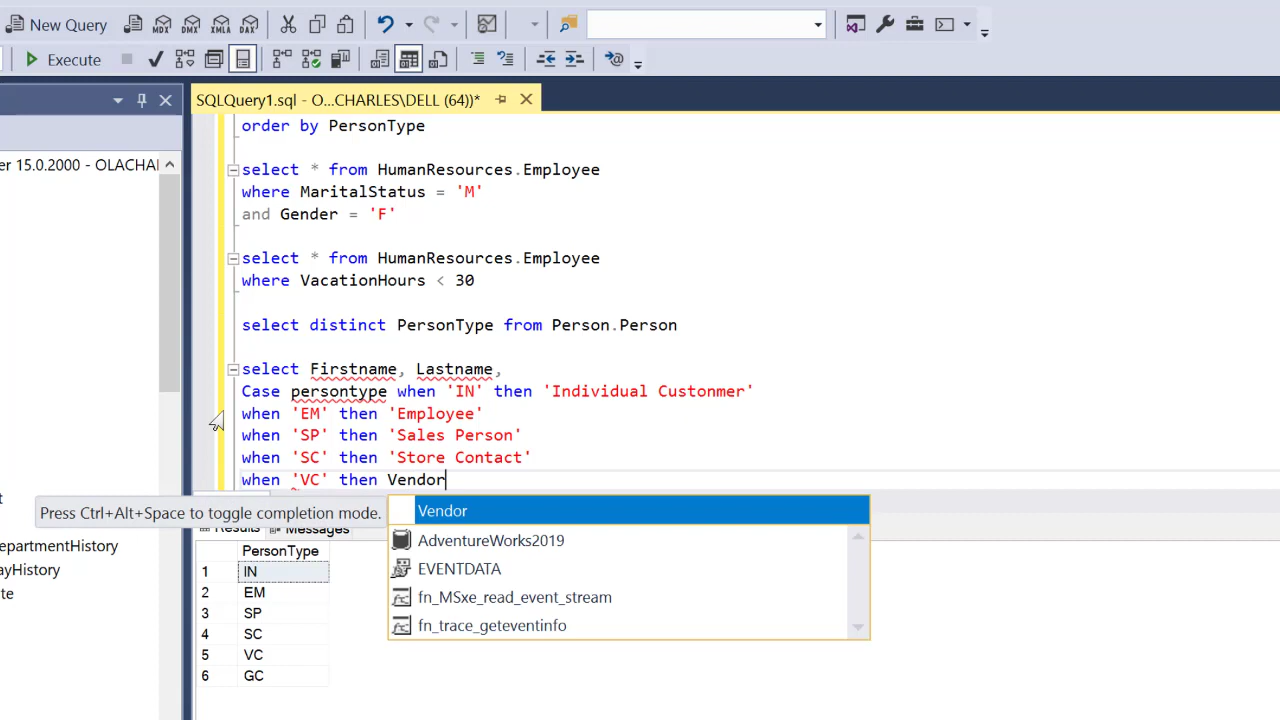 New Query
MDX DMX XMLA DAX
Execute
SQLQuery1.sql - O...CHARLES\DELL (64))*
er 15.0.2000 - OLACHAI
order by PersonType
select * from HumanResources.Employee
where MaritalStatus = 'M'
and Gender = 'F'
select * from HumanResources.Employee
where VacationHours < 30
select distinct PersonType from Person.Person
select Firstname, Lastname,
Case persontype when 'IN' then 'Individual Custonmer'
when 'EM' then 'Employee'
when 'SP' then 'Sales Person'
when 'SC' then 'Store Contact'
when 'VC' then Vendor
t
Press Ctrl+Alt+Space to toggle completion mode.
Vendor
AdventureWorks2019
EVENTDATA
fn_MSxe_read_event_stream
fn_trace_geteventinfo
Results Messages
epartmentHistory
ayHistory
te
PersonType
1 IN
2 EM
3 SP
4 SC
5 VC
6 GC